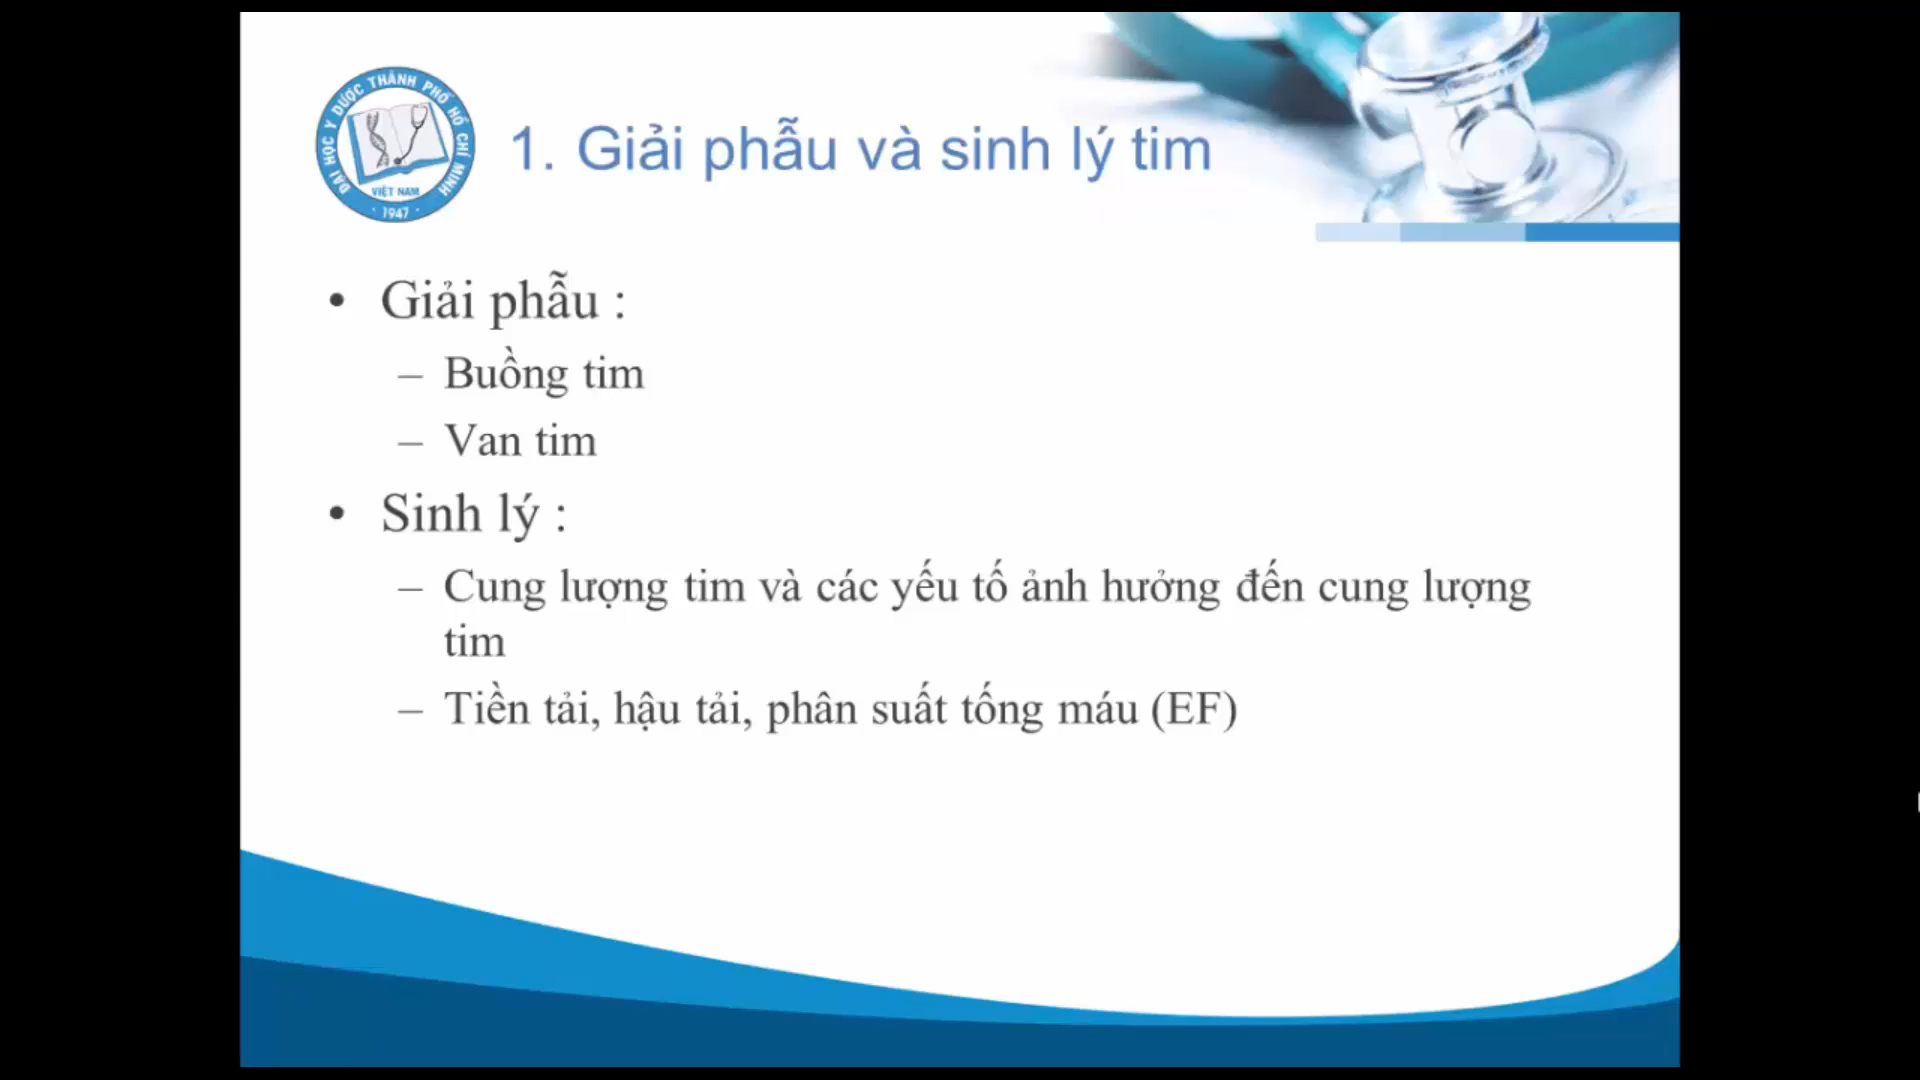 ĐẠI HỌC Y DƯỢC THÀNH PHỐ HỒ CHÍ MINH
VIỆT NAM
· 1947 ·
1. Giải phẫu và sinh lý tim
• Giải phẫu :
– Buồng tim
– Van tim
• Sinh lý :
– Cung lượng tim và các yếu tố ảnh hưởng đến cung lượng
tim
– Tiền tải, hậu tải, phân suất tống máu (EF)